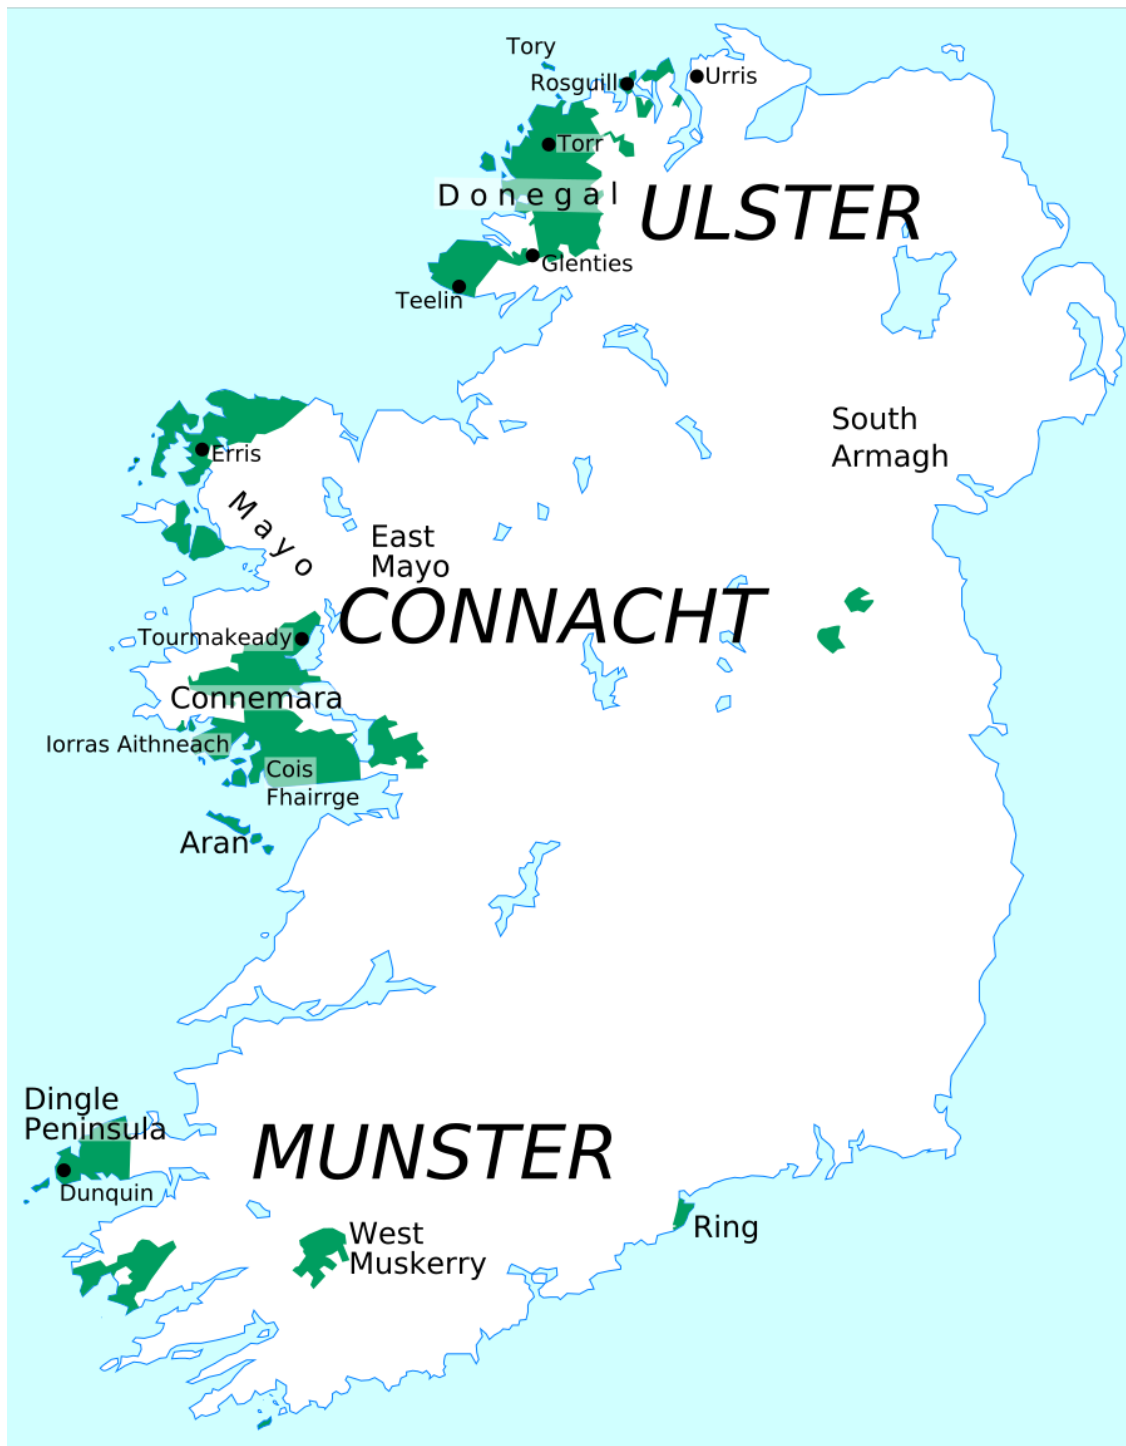 Tory
Rosguill
Urris
Torr
Donegal
ULSTER
Glenties
Teelin
South
Armagh
Erris
Mayo
East
Mayo
CONNACHT
Tourmakeady
Connemara
Iorras Aithneach
Cois
Fhairrge
Aran
Dingle
Peninsula
MUNSTER
Dunquin
Ring
West
Muskerry